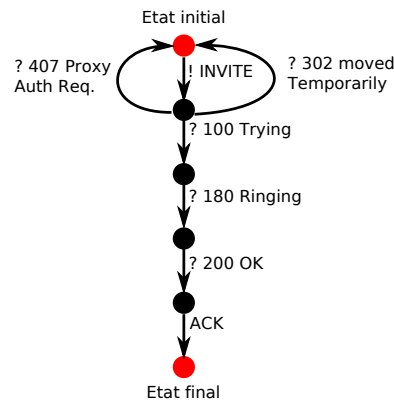 Etat initial
? 407 Proxy
Auth Req.
! INVITE
? 302 moved
Temporarily
? 100 Trying
? 180 Ringing
? 200 OK
ACK
Etat final